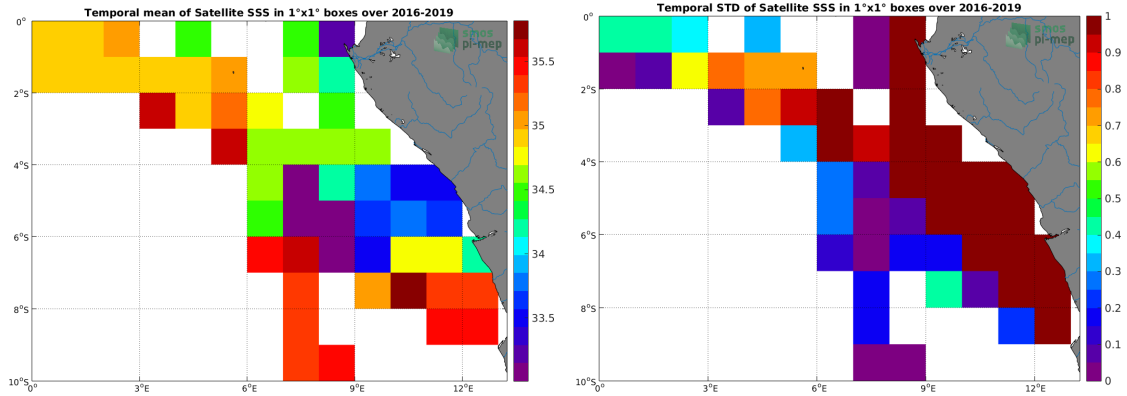 Temporal mean of Satellite SSS in 1°x1° boxes over 2016-2019
0°
2°S
4°S
6°S
8°S
10°S
0°
3°E
6°E
9°E
12°E
35.5
35
34.5
34
33.5
pi-mep
Temporal STD of Satellite SSS in 1°x1° boxes over 2016-2019
0°
2°S
4°S
6°S
8°S
10°S
0°
3°E
6°E
9°E
12°E
1
0.9
0.8
0.7
0.6
0.5
0.4
0.3
0.2
0.1
0
pi-mep